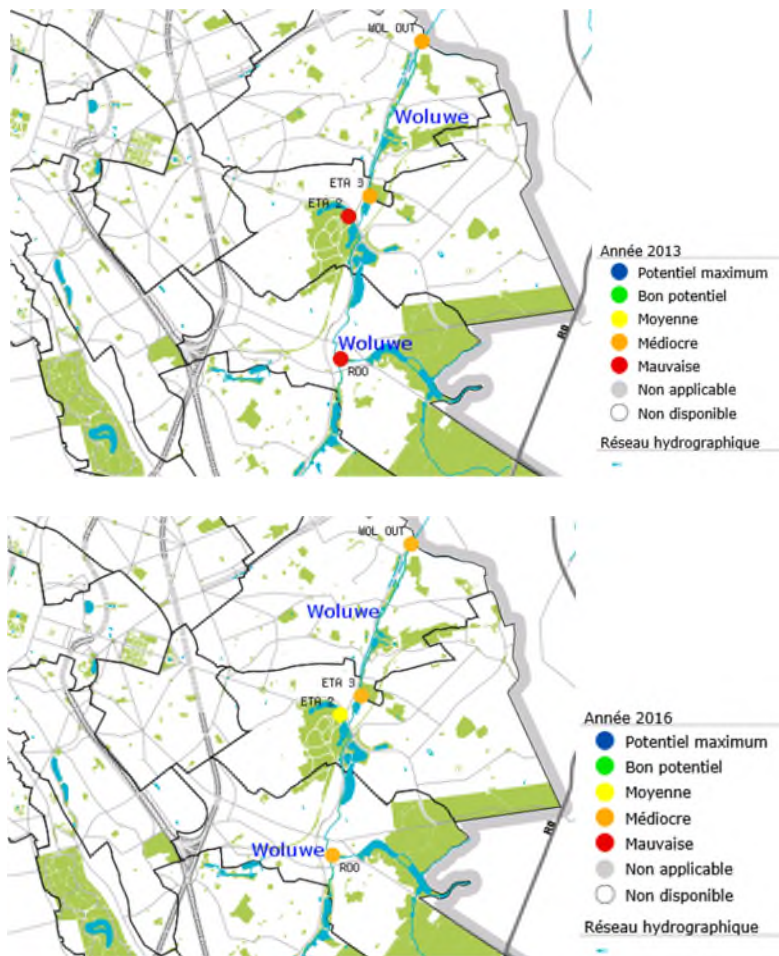 WOL OUT
Woluwe
ETA 3
ETA 2
Woluwe
ROO
R0
Année 2013
Potentiel maximum
Bon potentiel
Moyenne
Médiocre
Mauvaise
Non applicable
Non disponible
Réseau hydrographique
WOL OUT
Woluwe
ETA 3
ETA 2
Woluwe
ROO
R0
Année 2016
Potentiel maximum
Bon potentiel
Moyenne
Médiocre
Mauvaise
Non applicable
Non disponible
Réseau hydrographique